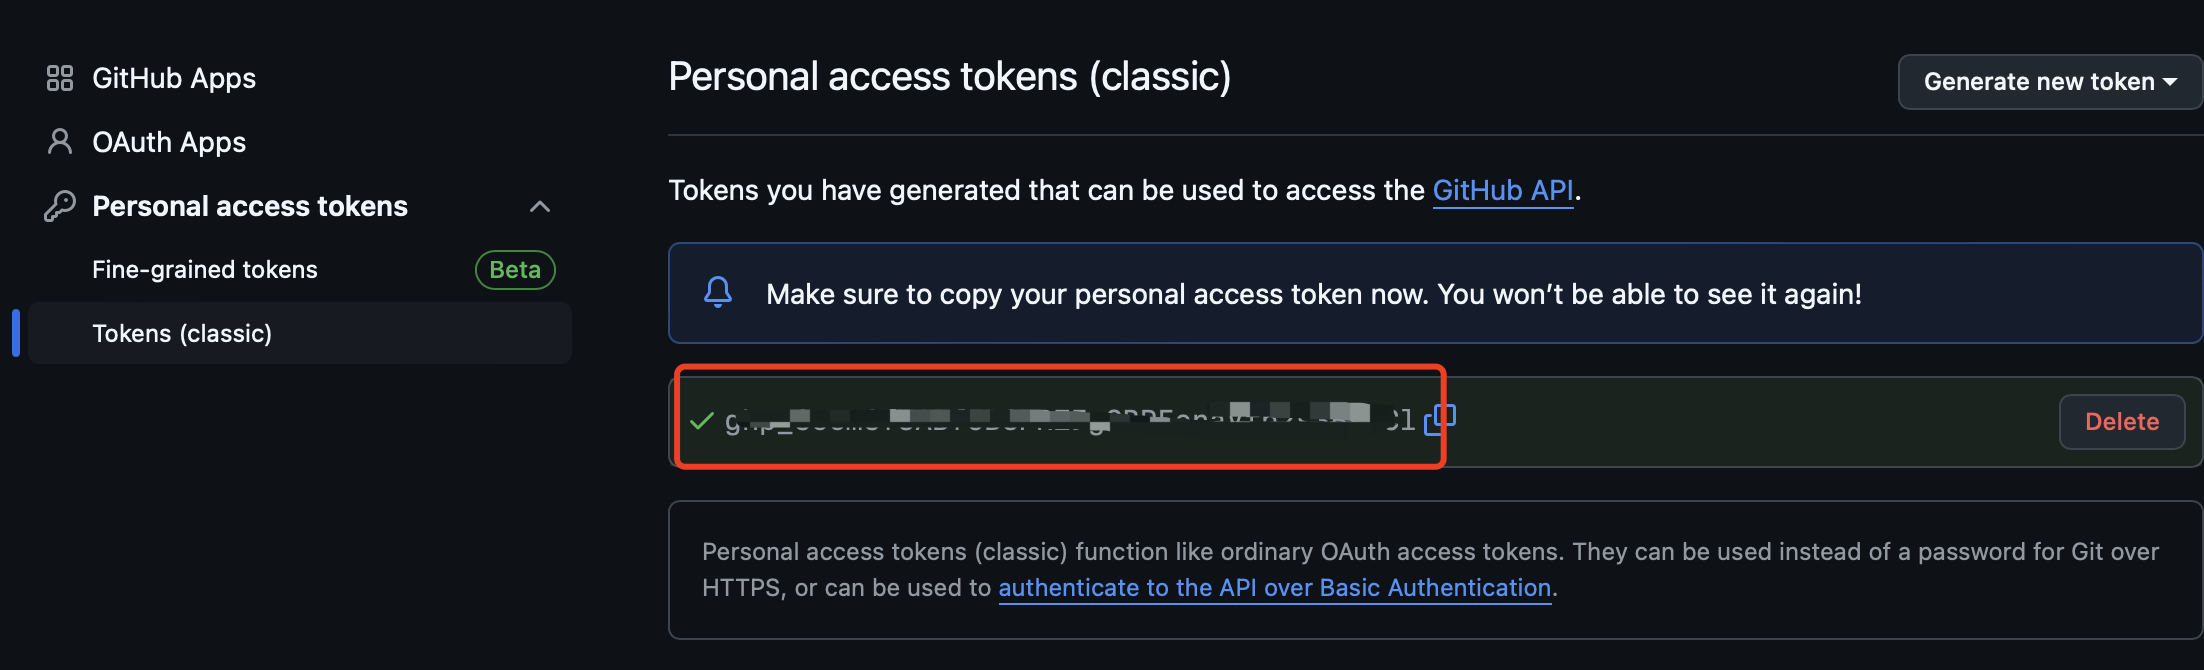 GitHub Apps
OAuth Apps
Personal access tokens
Fine-grained tokens
Beta
Tokens (classic)
Personal access tokens (classic)
Generate new token
Tokens you have generated that can be used to access the GitHub API.
Make sure to copy your personal access token now. You won’t be able to see it again!
Delete
Personal access tokens (classic) function like ordinary OAuth access tokens. They can be used instead of a password for Git over
HTTPS, or can be used to authenticate to the API over Basic Authentication.